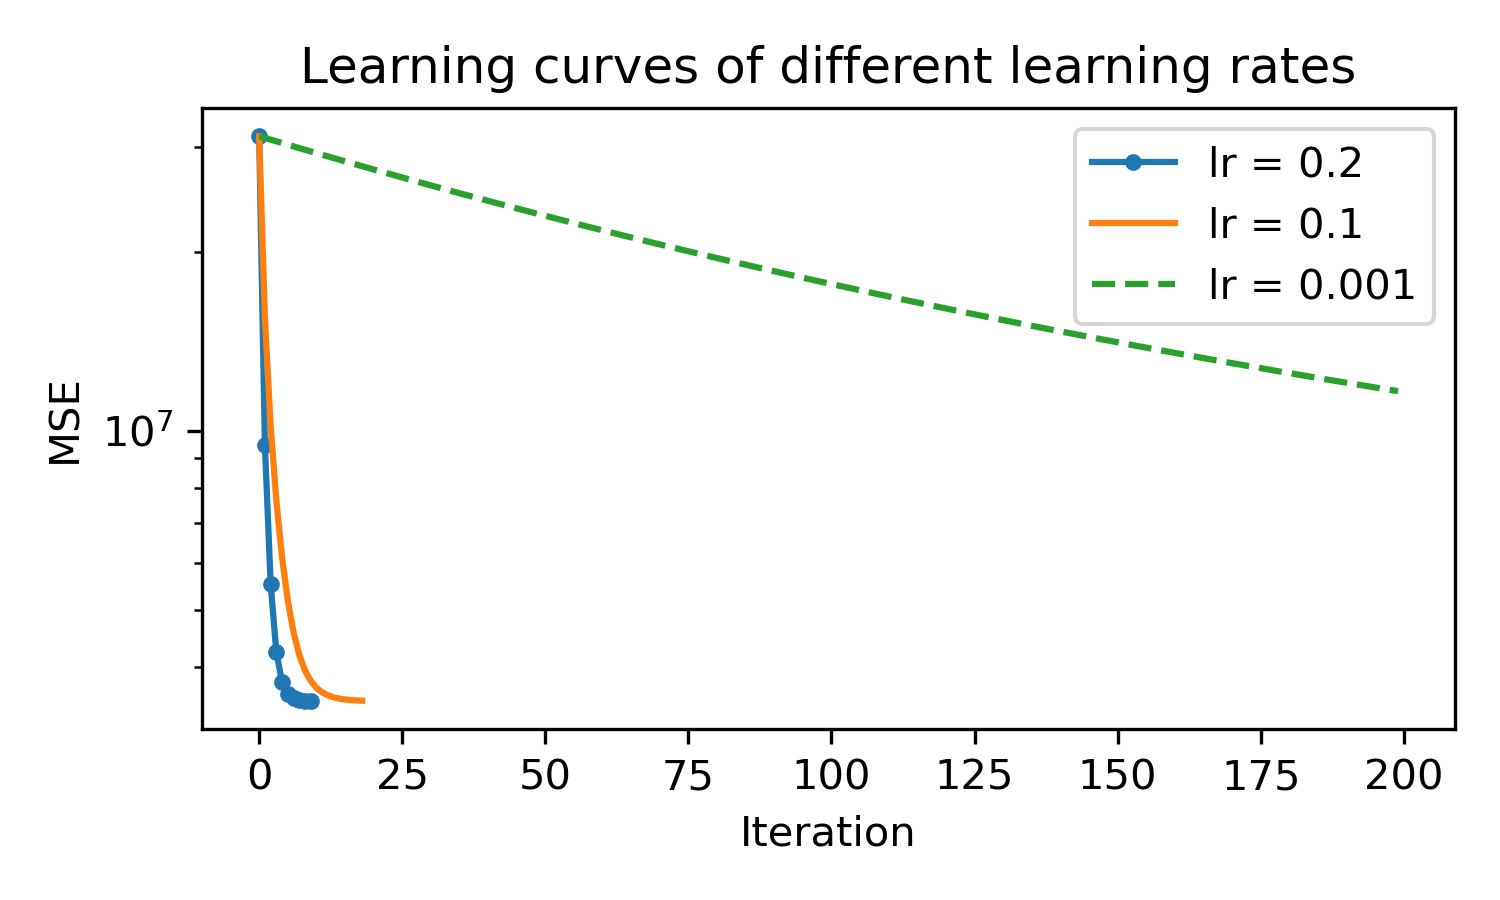 Learning curves of different learning rates
lr = 0.2
lr = 0.1
lr = 0.001
MSE
10⁷
0 25 50 75 100 125 150 175 200
Iteration